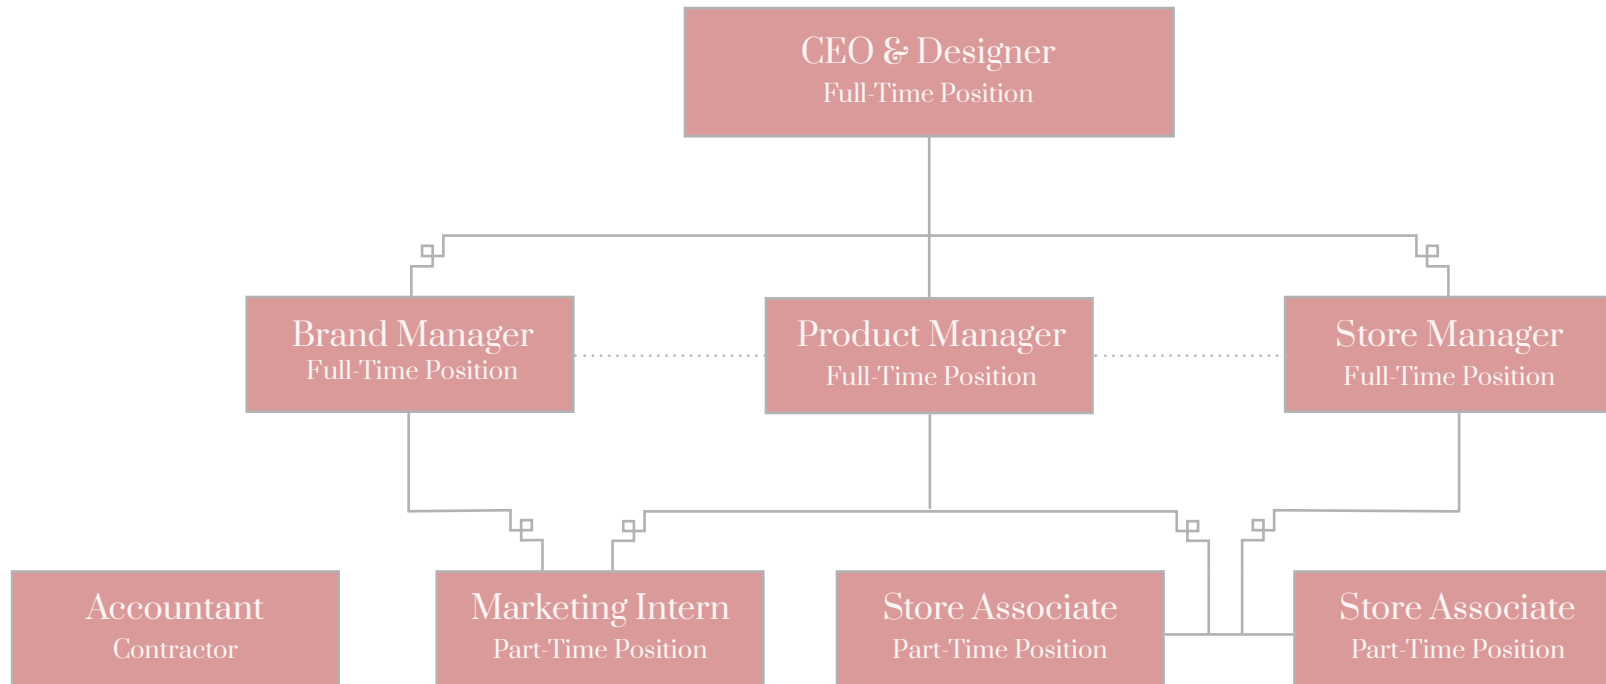 CEO & Designer
Full-Time Position
Brand Manager
Full-Time Position
Product Manager
Full-Time Position
Store Manager
Full-Time Position
Accountant
Contractor
Marketing Intern
Part-Time Position
Store Associate
Part-Time Position
Store Associate
Part-Time Position